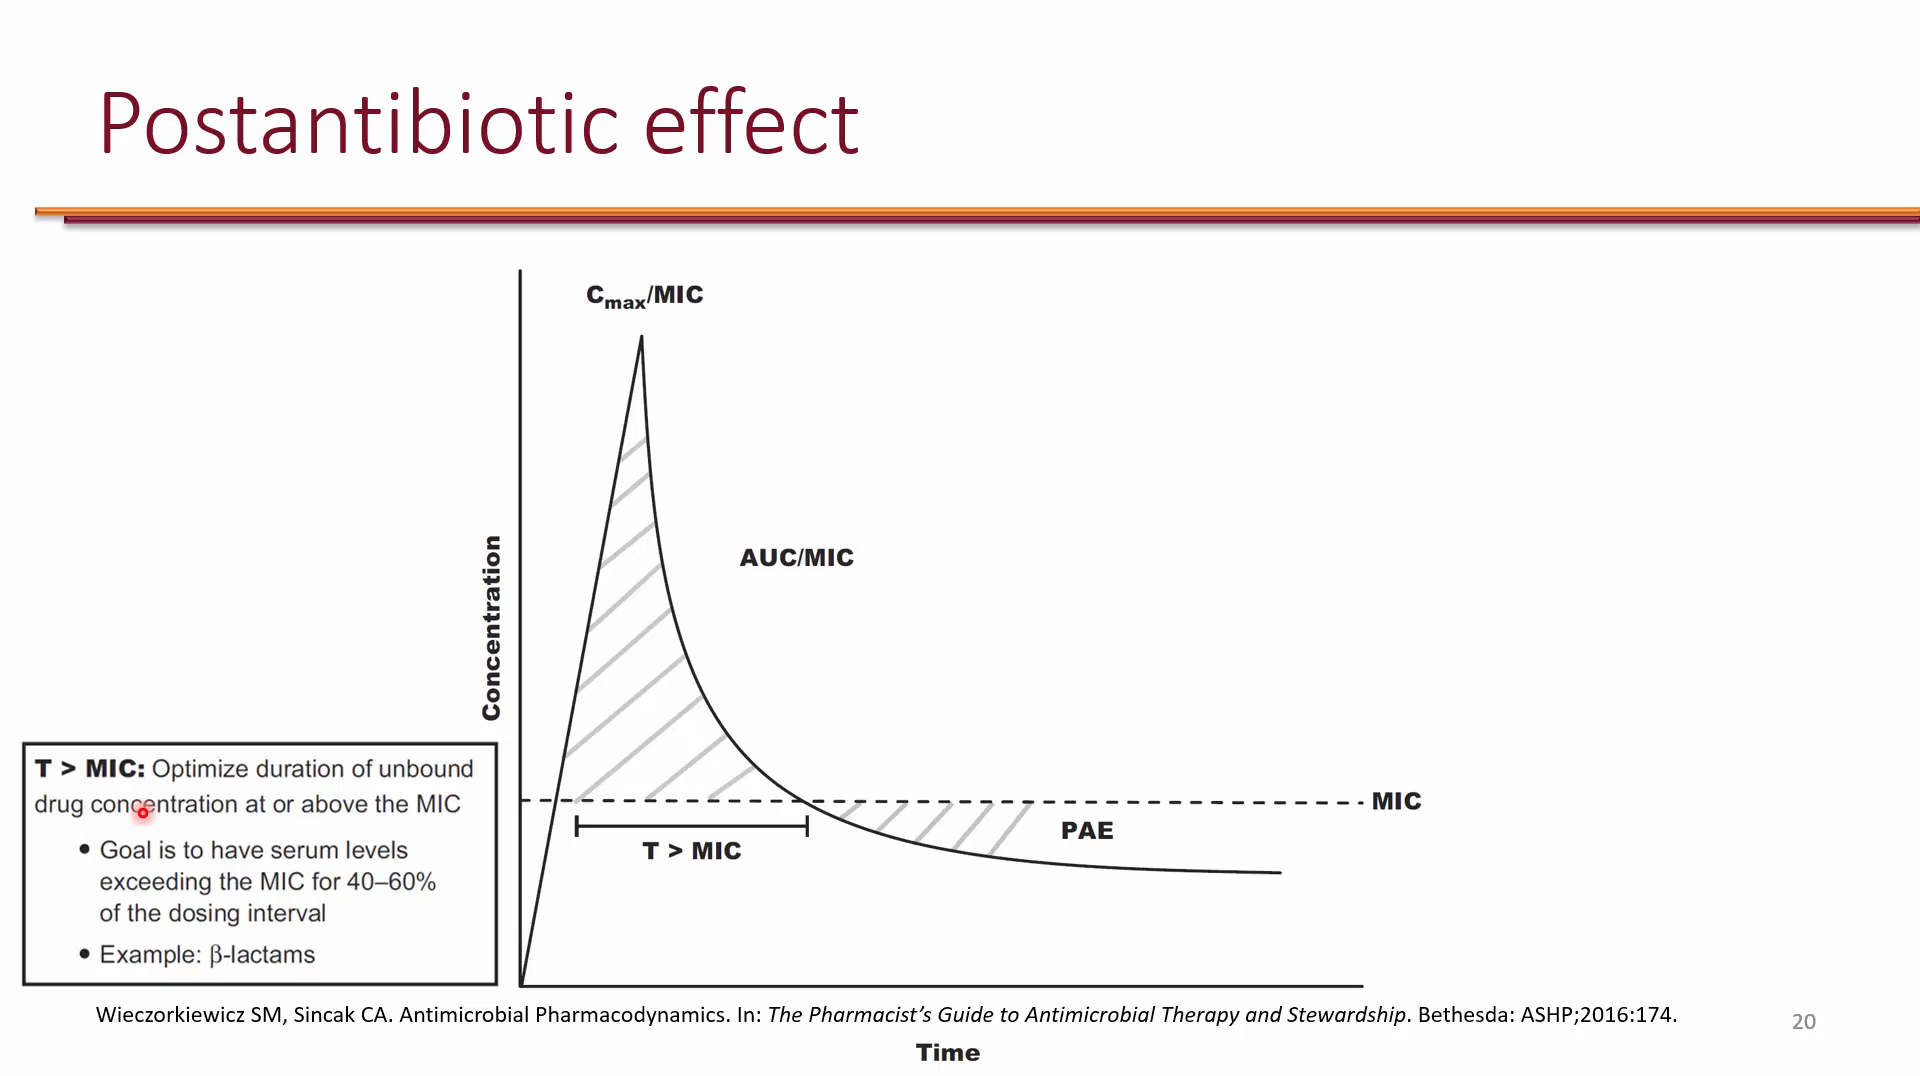 Postantibiotic effect
Cmax/MIC
AUC/MIC
Concentration
T > MIC: Optimize duration of unbound
drug concentration at or above the MIC
• Goal is to have serum levels
exceeding the MIC for 40–60%
of the dosing interval
• Example: β-lactams
MIC
T > MIC
PAE
Wieczorkiewicz SM, Sincak CA. Antimicrobial Pharmacodynamics. In: The Pharmacist’s Guide to Antimicrobial Therapy and Stewardship. Bethesda: ASHP;2016:174.
20
Time